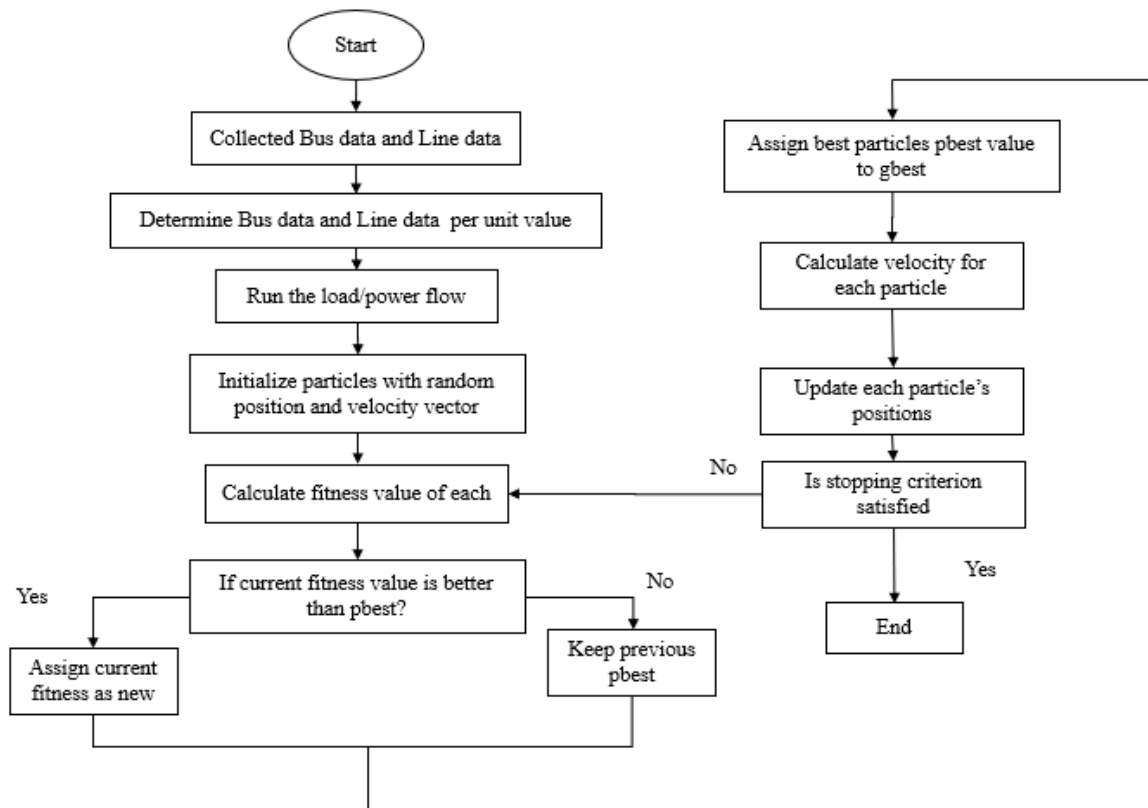 Start
Collected Bus data and Line data
Determine Bus data and Line data per unit value
Run the load/power flow
Initialize particles with random
position and velocity vector
Calculate fitness value of each
If current fitness value is better
than pbest?
Yes
No
Assign current
fitness as new
Keep previous
pbest
Assign best particles pbest value
to gbest
Calculate velocity for
each particle
Update each particle’s
positions
Is stopping criterion
satisfied
No
Yes
End